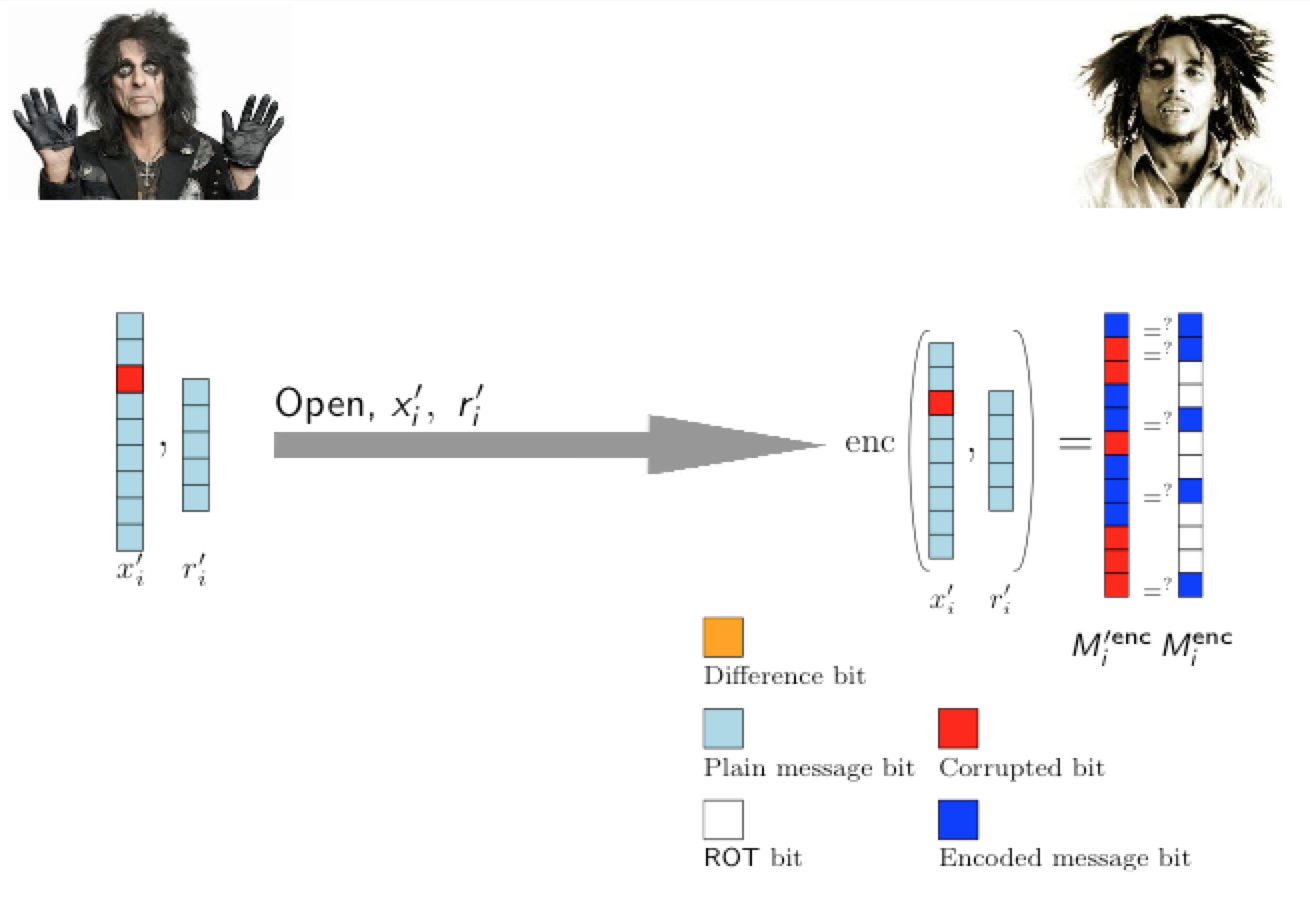 Open, x′ᵢ, r′ᵢ
,
x′ᵢ r′ᵢ
enc ( , ) =
=?
=?
=?
=?
=?
x′ᵢ r′ᵢ
M′ᵢᵉⁿᶜ Mᵢᵉⁿᶜ
Difference bit
Plain message bit
Corrupted bit
ROT bit
Encoded message bit